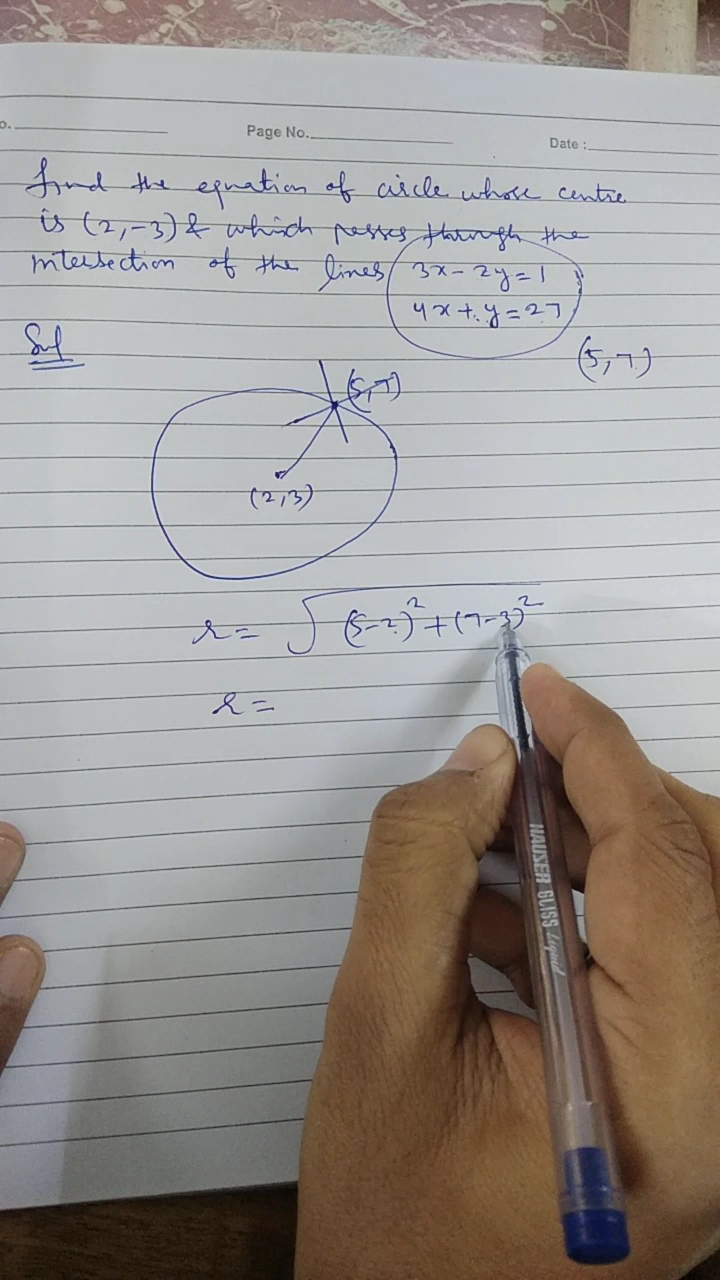 o.
Page No.
Date :
find the equation of circle whose centre
is (2,-3) & which passes through the
intersection of the lines 3x - 2y = 1
4x + y = 27
Sol
(5,7)
(5,7)
(2,3)
r = √(5-2)² + (7-3)²
r =
HAUSER GLISS Liquid